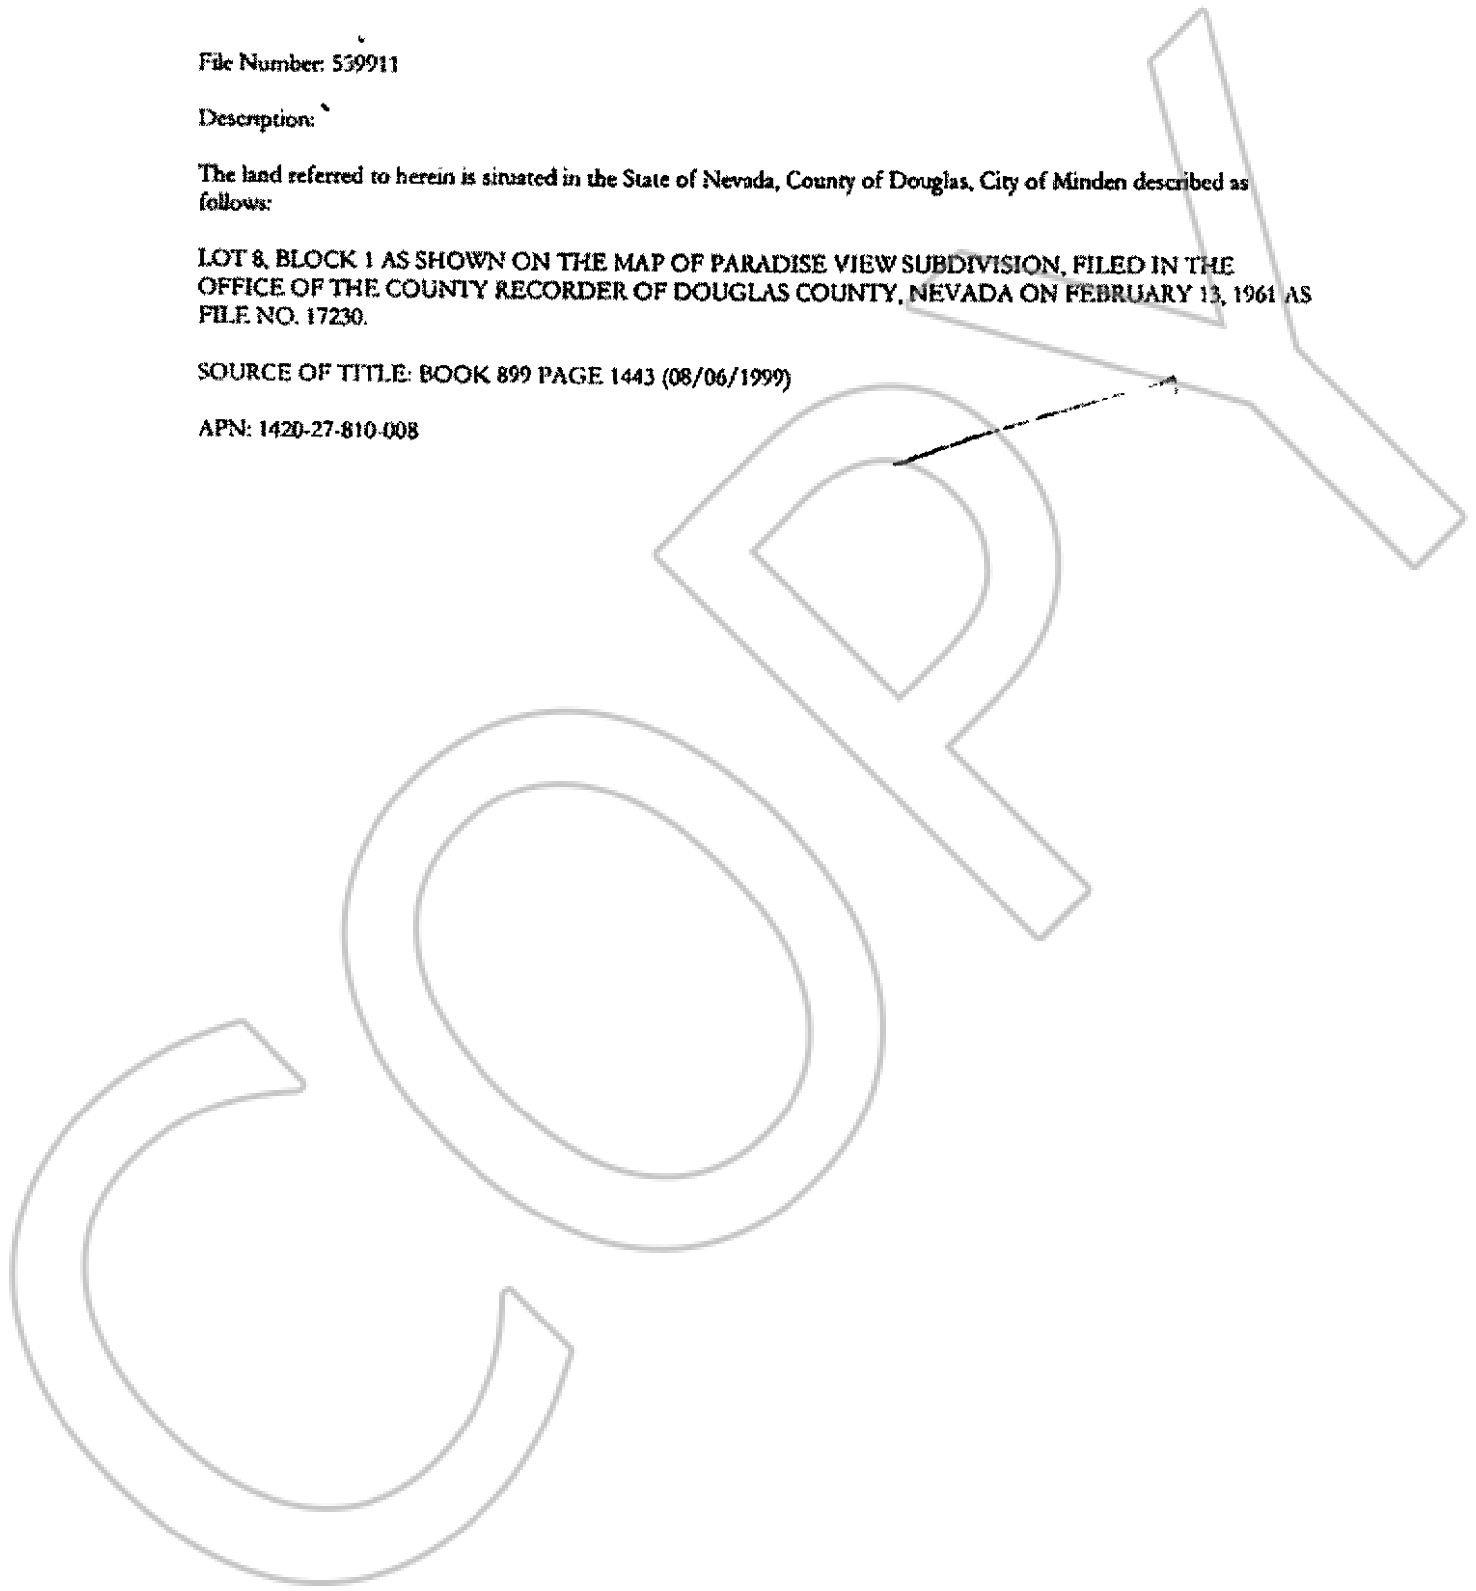 File Number: 539911
Description:
The land referred to herein is situated in the State of Nevada, County of Douglas, City of Minden described as
follows:
LOT 8, BLOCK 1 AS SHOWN ON THE MAP OF PARADISE VIEW SUBDIVISION, FILED IN THE
OFFICE OF THE COUNTY RECORDER OF DOUGLAS COUNTY, NEVADA ON FEBRUARY 13, 1961 AS
FILE NO. 17230.
SOURCE OF TITLE: BOOK 899 PAGE 1443 (08/06/1999)
APN: 1420-27-810-008
COPY